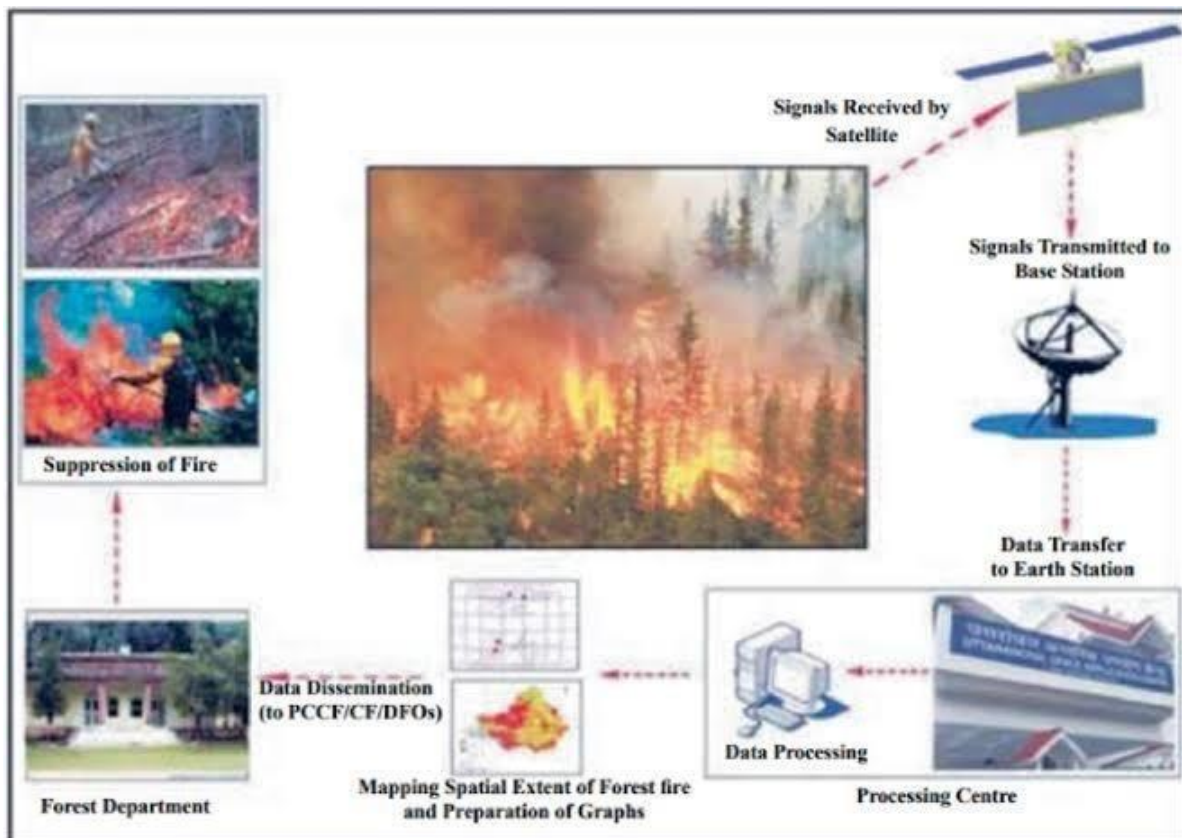 Signals Received by
Satellite
Signals Transmitted to
Base Station
Data Transfer
to Earth Station
Suppression of Fire
Data Dissemination
(to PCCF/CF/DFOs)
Data Processing
Forest Department
Mapping Spatial Extent of Forest fire
and Preparation of Graphs
Processing Centre